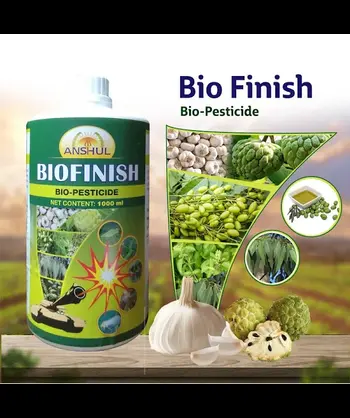 Bio Finish
Bio-Pesticide
ANSHUL
BIOFINISH
BIO-PESTICIDE
NET CONTENT: 1000 ml